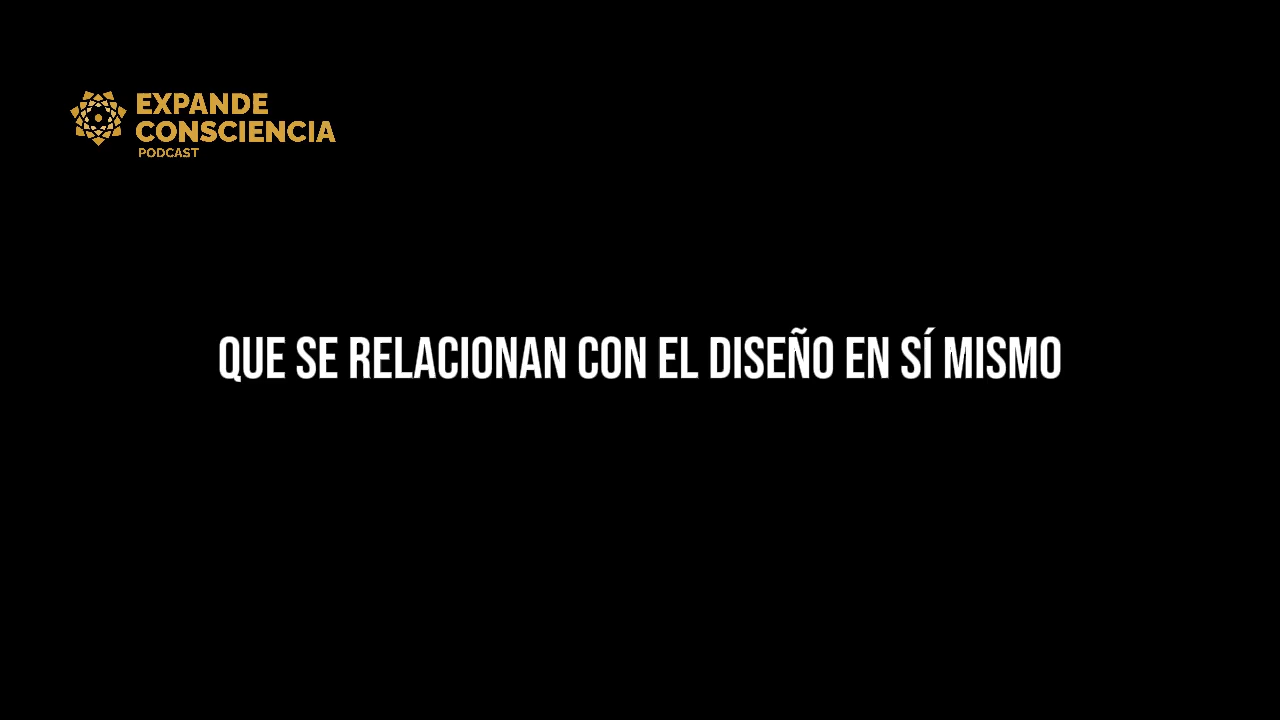 EXPANDE
CONSCIENCIA
PODCAST
QUE SE RELACIONAN CON EL DISEÑO EN SÍ MISMO